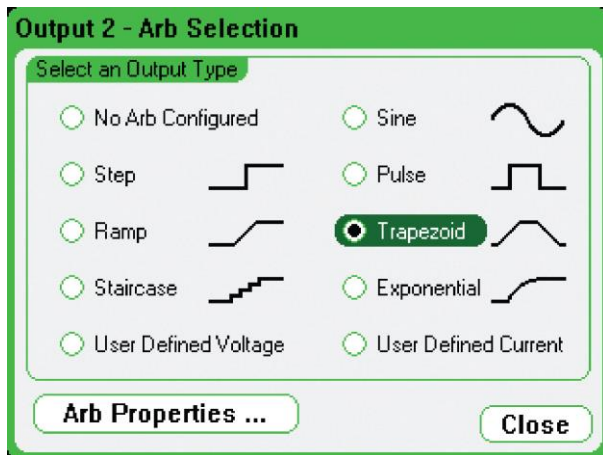 Output 2 - Arb Selection
Select an Output Type
No Arb Configured
Sine
Step
Pulse
Ramp
Trapezoid
Staircase
Exponential
User Defined Voltage
User Defined Current
Arb Properties ...
Close